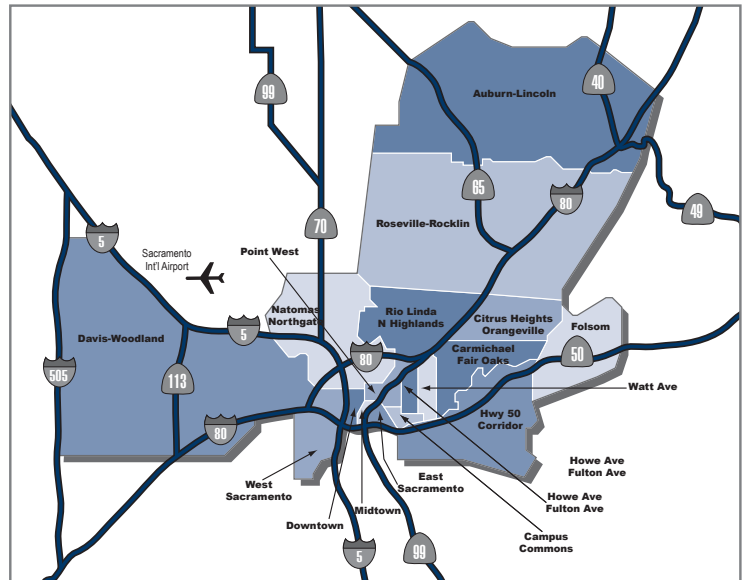 40
99
Auburn-Lincoln
65
80
49
Roseville-Rocklin
70
5
Sacramento
Int'l Airport
Point West
Natomas
Northgate
Rio Linda
N Highlands
Citrus Heights
Orangeville
Folsom
Davis-Woodland
5
80
Carmichael
Fair Oaks
50
505
113
Watt Ave
80
Hwy 50
Corridor
West
Sacramento
East
Sacramento
Howe Ave
Fulton Ave
Howe Ave
Fulton Ave
Midtown
Downtown
Campus
Commons
5
99